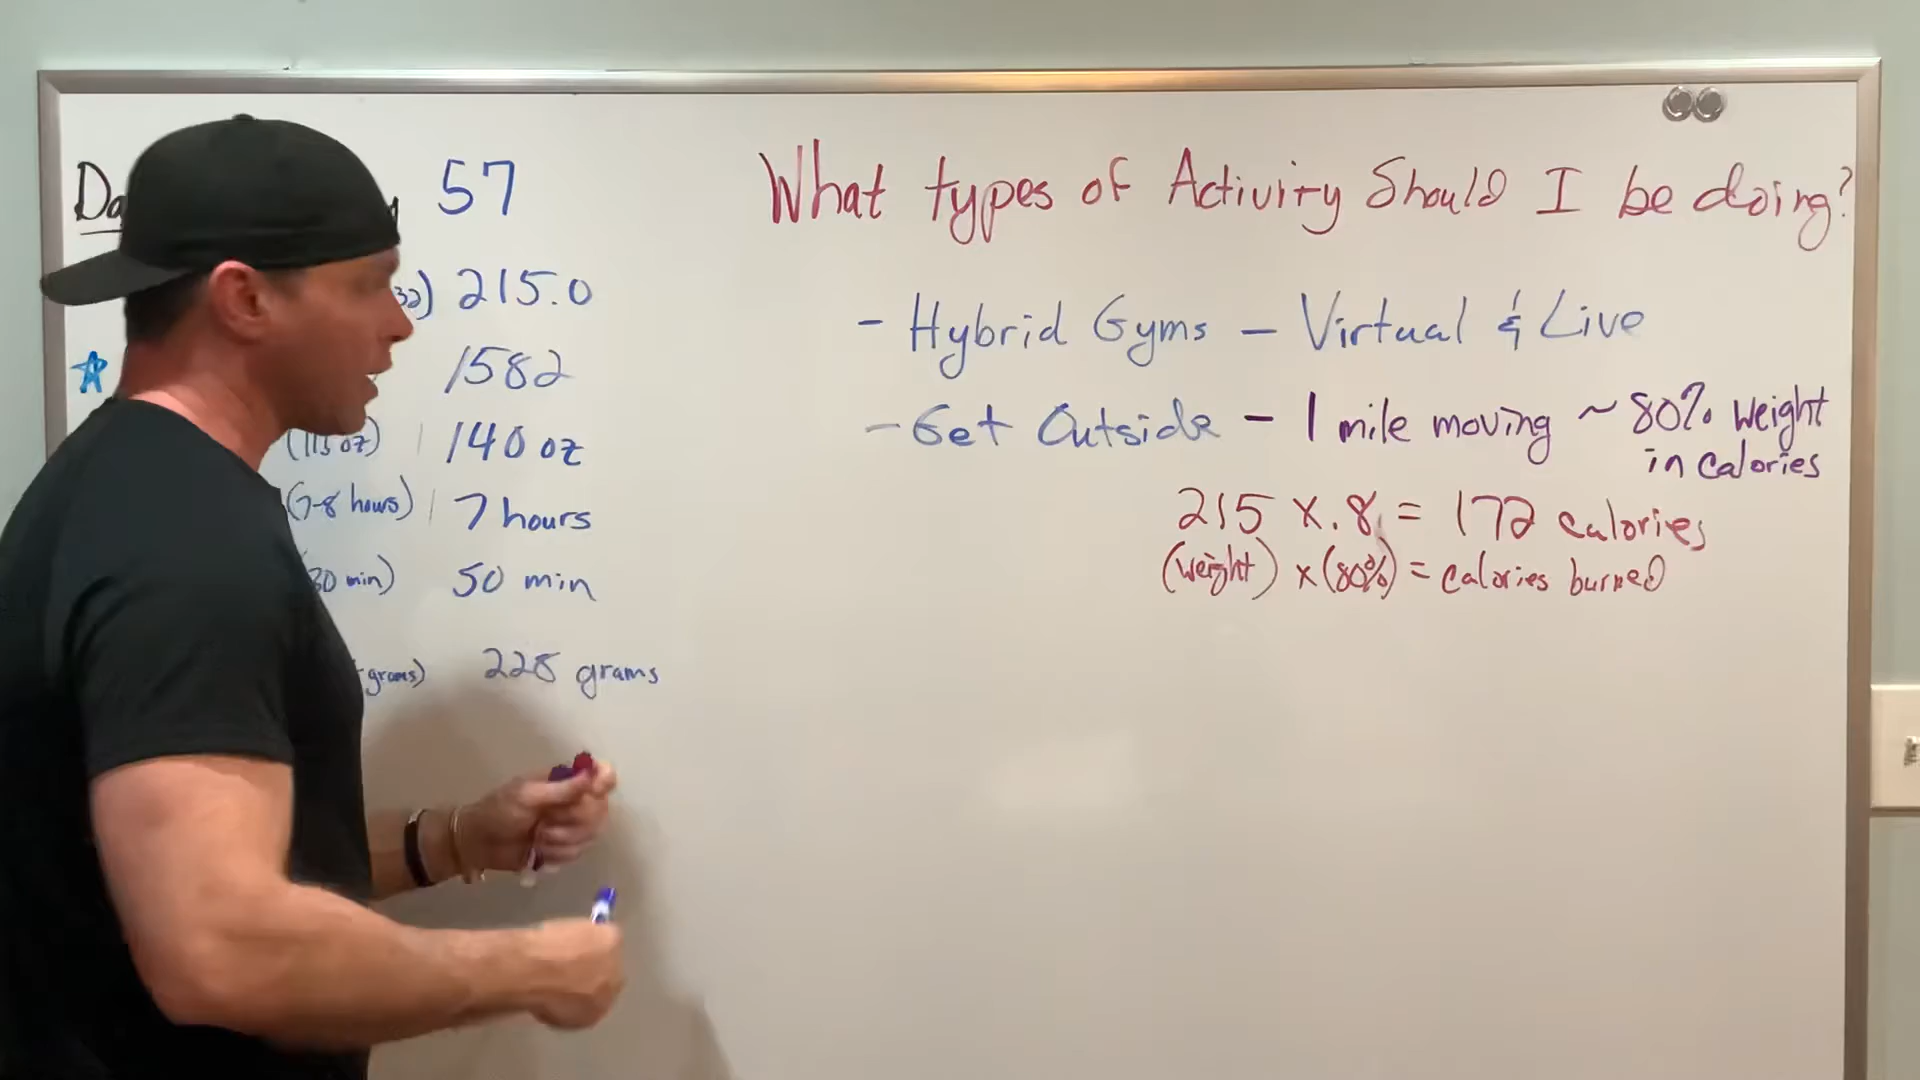 57
215.0
1582
(113 oz) 140 oz
(7-8 hours) 7 hours
50 min
grams) 228 grams
What types of Activity Should I be doing?
- Hybrid Gyms - Virtual & Live
- Get Outside - 1 mile moving ~ 80% weight
in calories
215 x .8 = 172 calories
(weight) x (80%) = calories burned